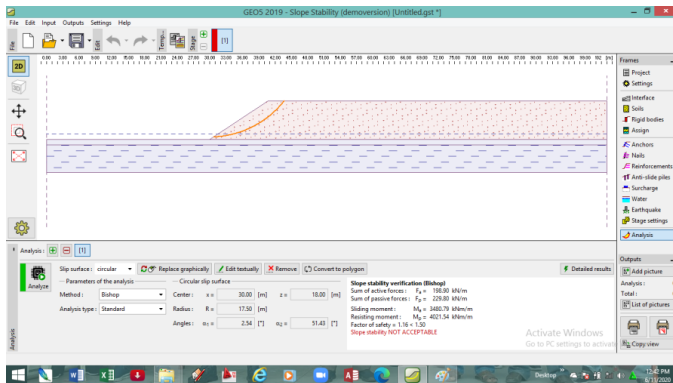 GEO5 2019 - Slope Stability (demoversion) [Untitled.gst *]
File Edit Input Outputs Settings Help
File
Edit
Temp...
Stage
[1]
2D
[m]
Frames
Project
Settings
Interface
Soils
Rigid bodies
Assign
Anchors
Nails
Reinforcements
Anti-slide piles
Surcharge
Water
Earthquake
Stage settings
Analysis
Analysis : [1]
Slip surface : circular Replace graphically Edit textually Remove Convert to polygon Detailed results
Analyze
Parameters of the analysis
Method : Bishop
Analysis type : Standard
Circular slip surface
Center : x = 30.00 [m] z = 18.00 [m]
Radius : R = 17.50 [m]
Angles : α1 = 2.54 [°] α2 = 51.43 [°]
Slope stability verification (Bishop)
Sum of active forces : Fa = 198.90 kN/m
Sum of passive forces : Fp = 229.80 kN/m
Sliding moment : Ma = 3480.79 kNm/m
Resisting moment : Mp = 4021.54 kNm/m
Factor of safety = 1.16 < 1.50
Slope stability NOT ACCEPTABLE
Analysis
Outputs
Add picture
Analysis :
Total :
List of pictures
Copy view
Activate Windows
Go to PC settings to activate
Desktop
12:42 PM
6/11/2020